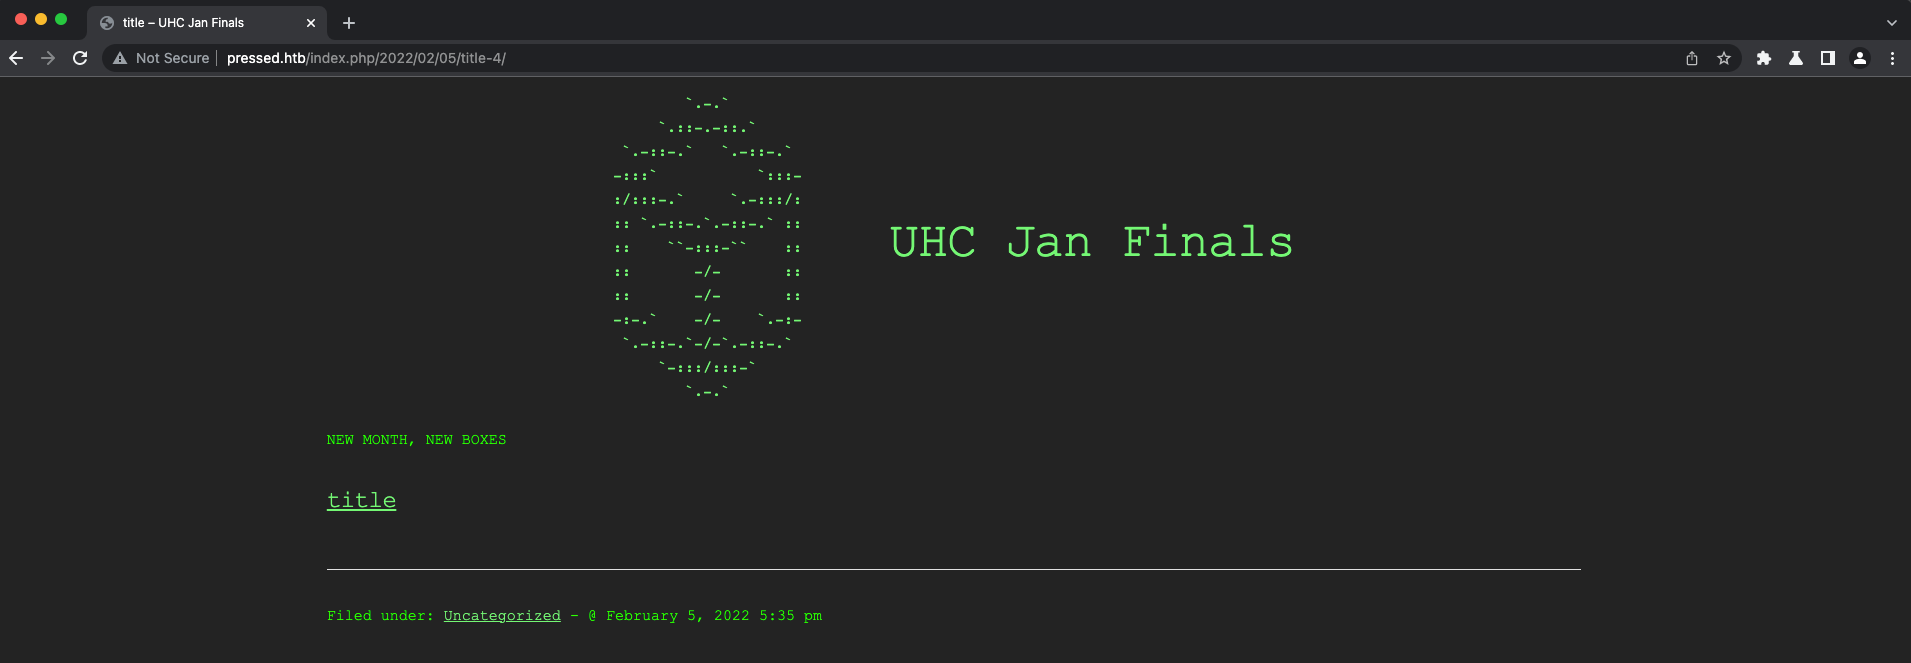 title – UHC Jan Finals
Not Secure | pressed.htb/index.php/2022/02/05/title-4/
`.-.`
`.::-.-::.`
`.-::-.`   `.-::-.`
-:::`           `:::-
:/:::-.`     `.-:::/:
:: `.-::-.`.-::-.` ::
::    ``-:::-``    ::
::       -/-       ::
::       -/-       ::
-:-.`    -/-    `.-:-
`.-::-.`-/-`.-::-.`
`-:::/:::-`
`.-.`
UHC Jan Finals
NEW MONTH, NEW BOXES
title
Filed under: Uncategorized - @ February 5, 2022 5:35 pm